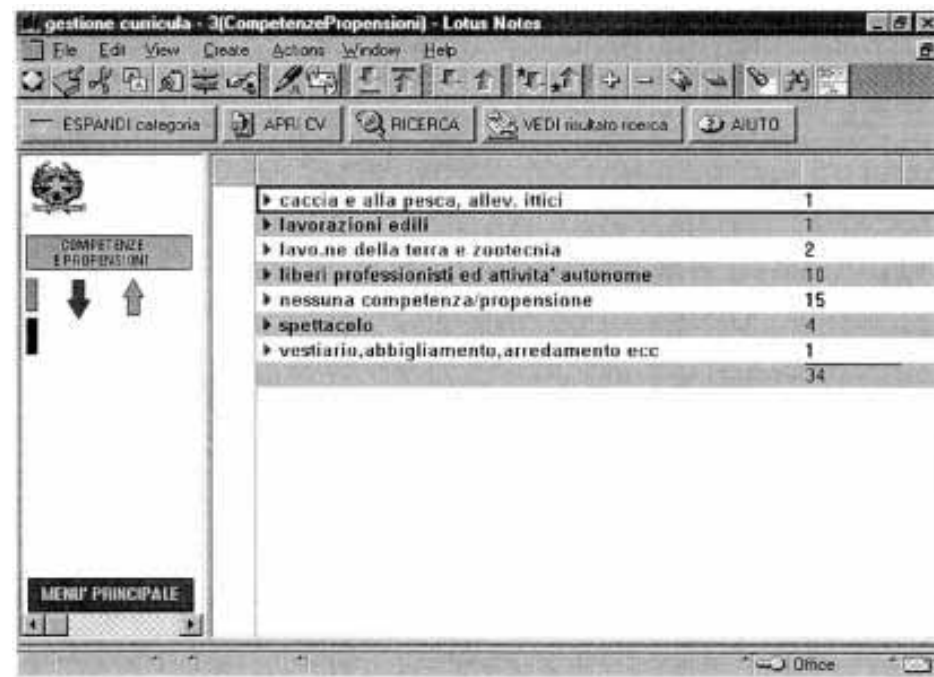 gestione curricula - 3(CompetenzePropensioni) - Lotus Notes
File Edit View Create Actions Window Help
ESPANDI categoria APRI CV RICERCA VEDI risultato ricerca AIUTO
COMPETENZE
E PROPENSIONI
caccia e alla pesca, allev. ittici 1
lavorazioni edili 1
lavo.ne della terra e zootecnia 2
liberi professionisti ed attivita' autonome 10
nessuna competenza/propensione 15
spettacolo 4
vestiario,abbigliamento,arredamento ecc 1
34
MENU' PRINCIPALE
Office